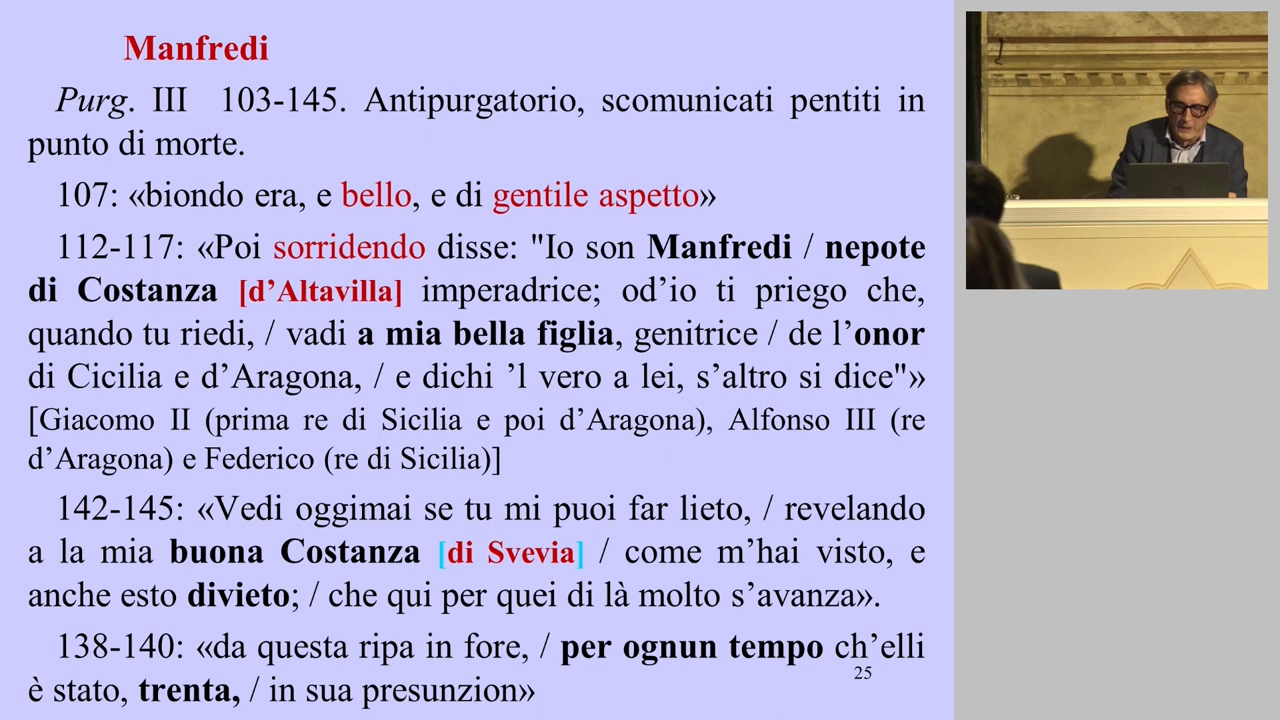 Manfredi
Purg. III 103-145. Antipurgatorio, scomunicati pentiti in
punto di morte.
107: «biondo era, e bello, e di gentile aspetto»
112-117: «Poi sorridendo disse: "Io son Manfredi / nepote
di Costanza [d’Altavilla] imperadrice; od’io ti priego che,
quando tu riedi, / vadi a mia bella figlia, genitrice / de l’onor
di Cicilia e d’Aragona, / e dichi ’l vero a lei, s’altro si dice"»
[Giacomo II (prima re di Sicilia e poi d’Aragona), Alfonso III (re
d’Aragona) e Federico (re di Sicilia)]
142-145: «Vedi oggimai se tu mi puoi far lieto, / revelando
a la mia buona Costanza [di Svevia] / come m’hai visto, e
anche esto divieto; / che qui per quei di là molto s’avanza».
138-140: «da questa ripa in fore, / per ognun tempo ch’elli
è stato, trenta, / in sua presunzion»
25